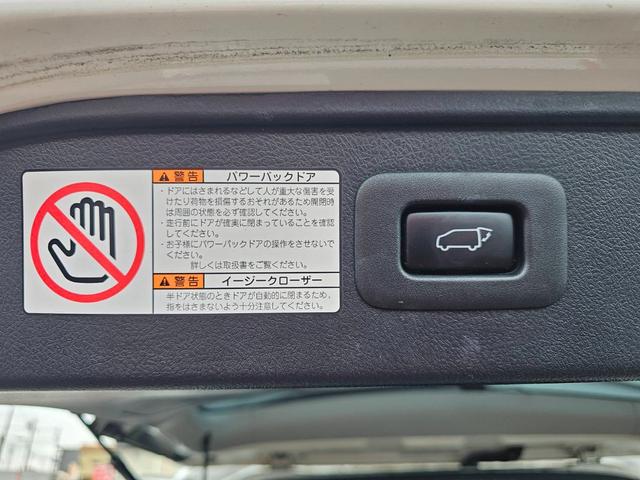 警告 パワーバックドア
・ドアにはさまれるなどして人が重大な傷害を受
けたり荷物を損傷するおそれがあるため開閉時
は周囲の状態を必ず確認してください。
・走行前にドアが確実に閉まっていることを確認
してください。
・お子様にパワーバックドアの操作をさせないで
ください。
詳しくは取扱書をご覧ください。
警告 イージークローザー
半ドア状態のときドアが自動的に閉まるため、
指をはさまないよう十分注意してください。